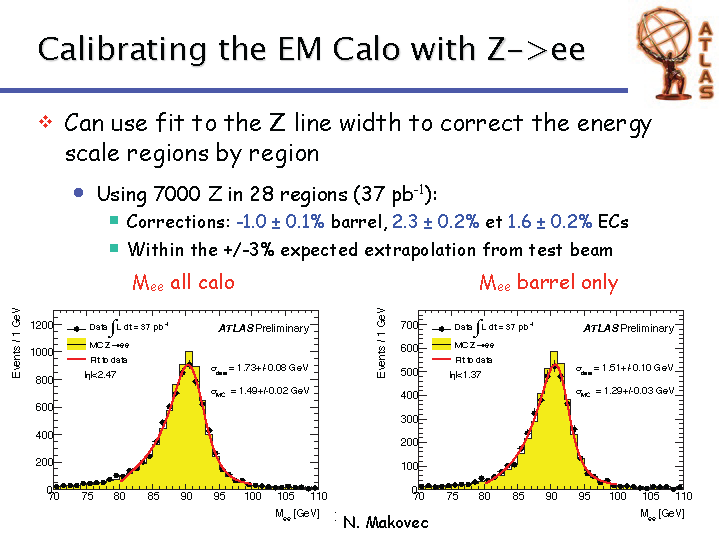 Calibrating the EM Calo with Z->ee
ATLAS
❖ Can use fit to the Z line width to correct the energy
scale regions by region
• Using 7000 Z in 28 regions (37 pb⁻¹):
▪ Corrections: -1.0 ± 0.1% barrel, 2.3 ± 0.2% et 1.6 ± 0.2% ECs
▪ Within the +/-3% expected extrapolation from test beam
Mee all calo
Events / 1 GeV
1200
1000
800
600
400
200
0
Data ∫L dt = 37 pb⁻¹
MC Z→ee
Fit to data
|η|<2.47
ATLAS Preliminary
σdata = 1.73+/-0.08 GeV
σMC = 1.49+/-0.02 GeV
70 75 80 85 90 95 100 105 110
Mee [GeV]
Mee barrel only
Events / 1 GeV
700
600
500
400
300
200
100
0
Data ∫L dt = 37 pb⁻¹
MC Z→ee
Fit to data
|η|<1.37
ATLAS Preliminary
σdata = 1.51+/-0.10 GeV
σMC = 1.29+/-0.03 GeV
70 75 80 85 90 95 100 105 110
Mee [GeV]
N. Makovec